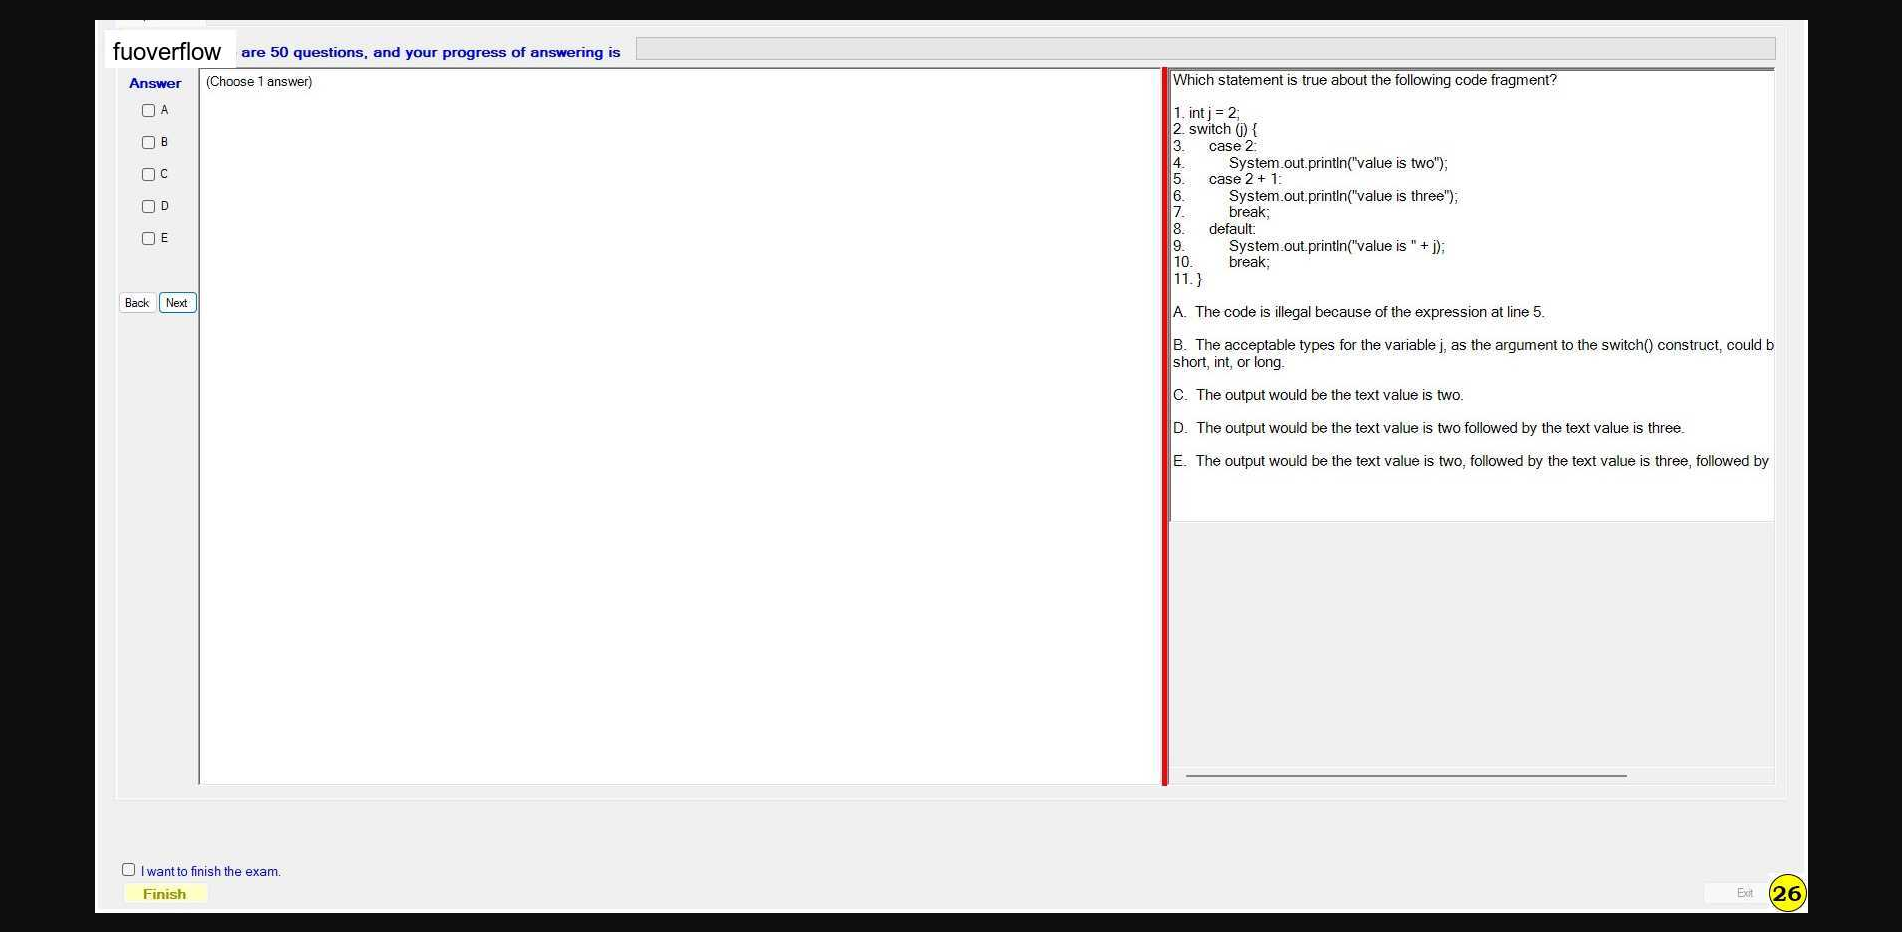 fuoverflow are 50 questions, and your progress of answering is
Answer
A
B
C
D
E
Back Next
(Choose 1 answer)
Which statement is true about the following code fragment?
1. int j = 2;
2. switch (j) {
3. case 2:
4. System.out.println("value is two");
5. case 2 + 1:
6. System.out.println("value is three");
7. break;
8. default:
9. System.out.println("value is " + j);
10. break;
11. }
A. The code is illegal because of the expression at line 5.
B. The acceptable types for the variable j, as the argument to the switch() construct, could b
short, int, or long.
C. The output would be the text value is two.
D. The output would be the text value is two followed by the text value is three.
E. The output would be the text value is two, followed by the text value is three, followed by
I want to finish the exam.
Finish
Exit
26